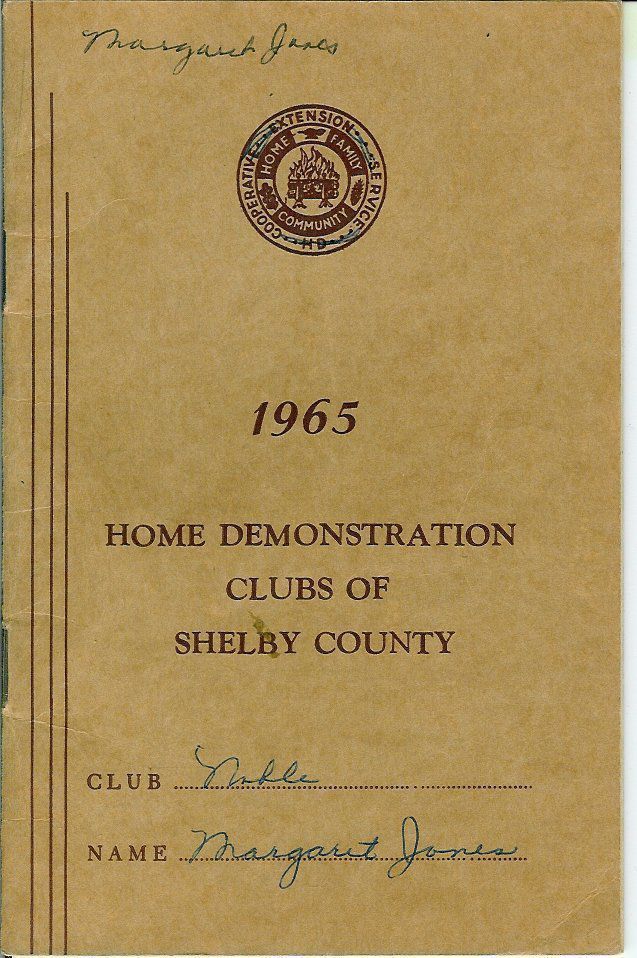 Margaret Jones
COOPERATIVE EXTENSION SERVICE
HOME FAMILY
COMMUNITY
HD
1965
HOME DEMONSTRATION
CLUBS OF
SHELBY COUNTY
CLUB Noble
NAME Margaret Jones